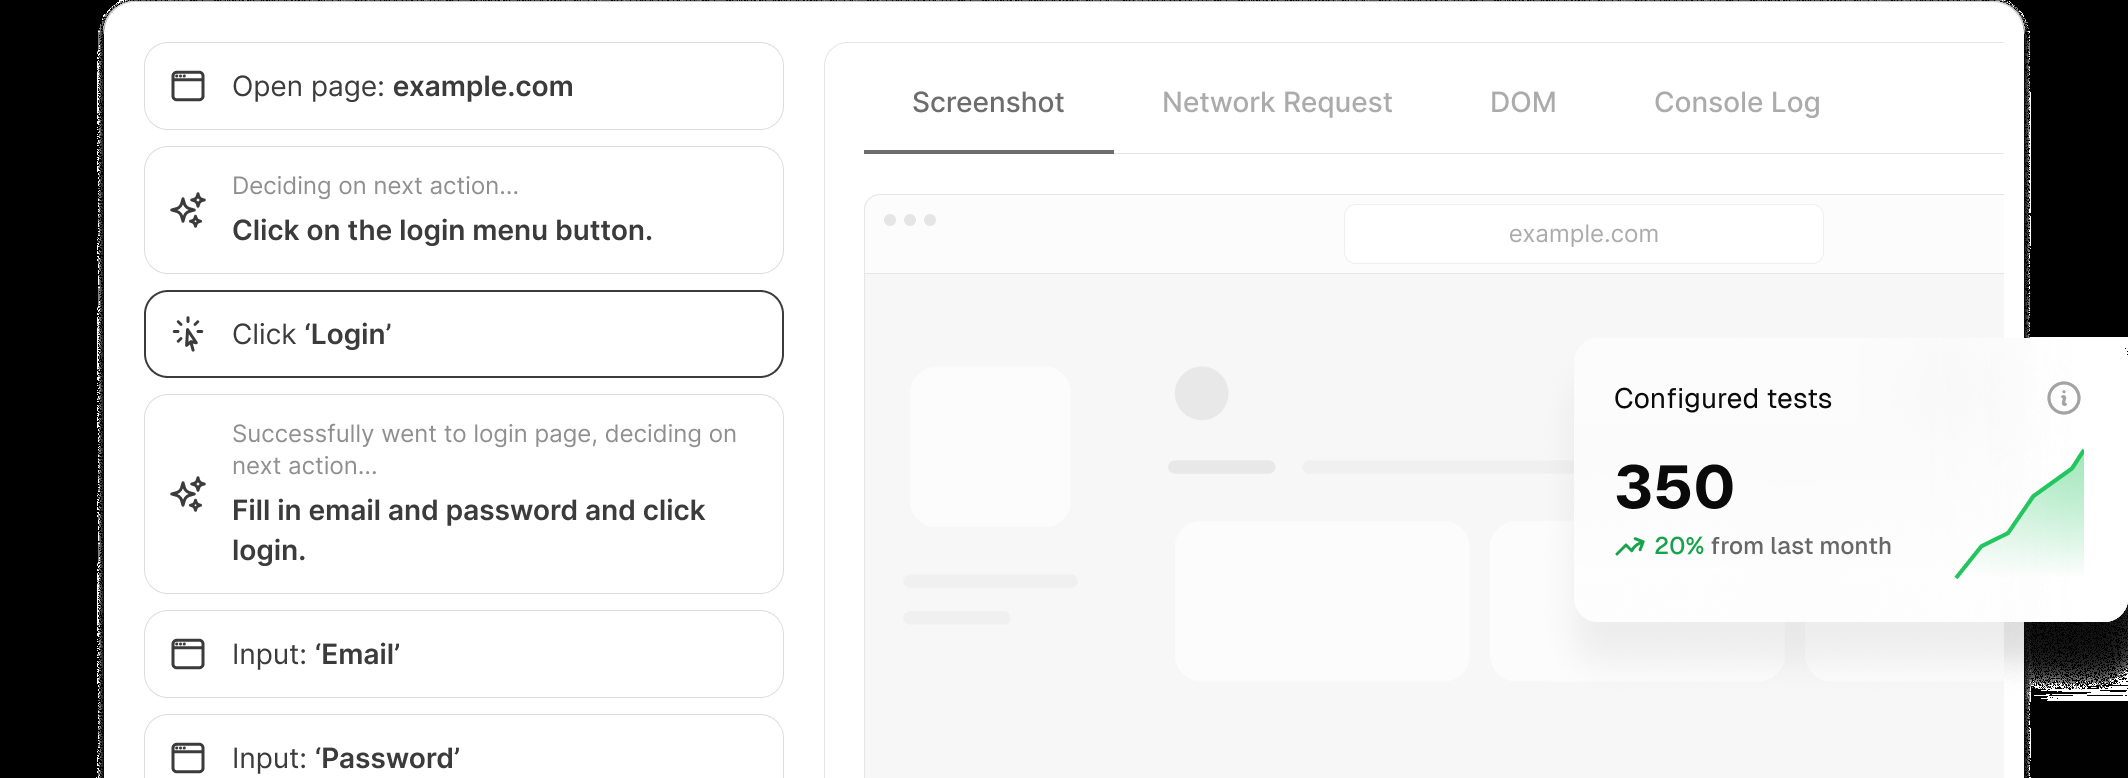 Open page: example.com
Deciding on next action...
Click on the login menu button.
Click ‘Login’
Successfully went to login page, deciding on
next action...
Fill in email and password and click
login.
Input: ‘Email’
Input: ‘Password’
Screenshot
Network Request
DOM
Console Log
example.com
Configured tests
350
20% from last month